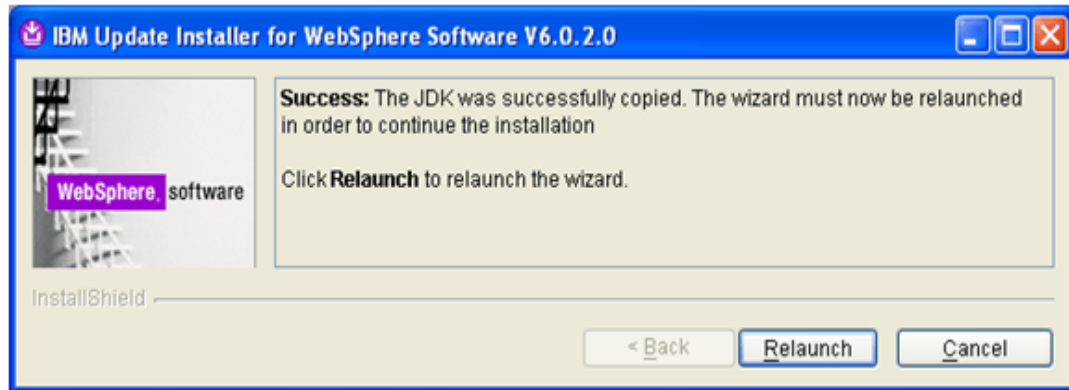 IBM Update Installer for WebSphere Software V6.0.2.0
Success: The JDK was successfully copied. The wizard must now be relaunched
in order to continue the installation
Click Relaunch to relaunch the wizard.
WebSphere. software
InstallShield
< Back
Relaunch
Cancel